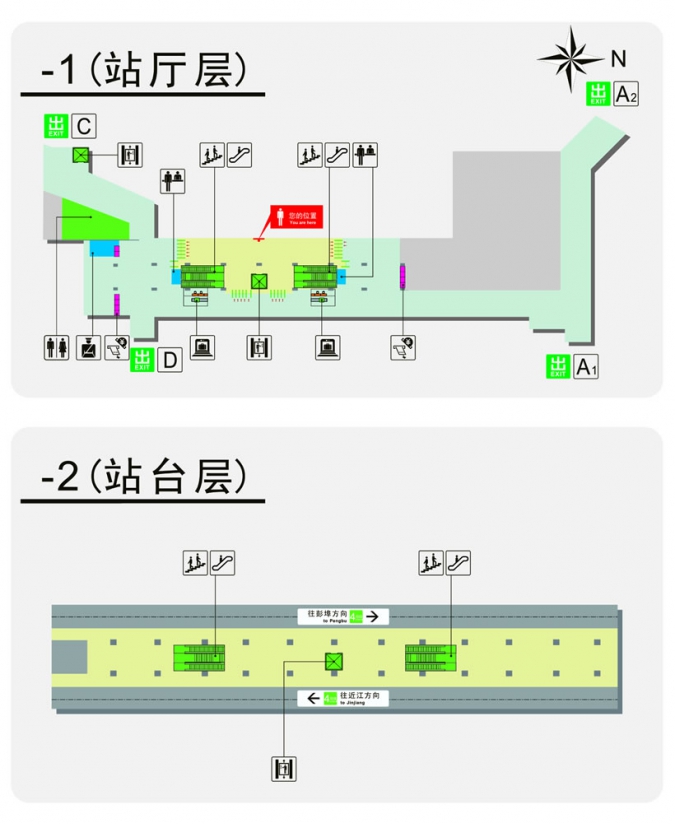 -1(站厅层)
N
出 EXIT A2
出 EXIT C
您的位置
You are here
出 EXIT D
出 EXIT A1
-2(站台层)
往彭埠方向
to Pengbu
往近江方向
to Jinjiang